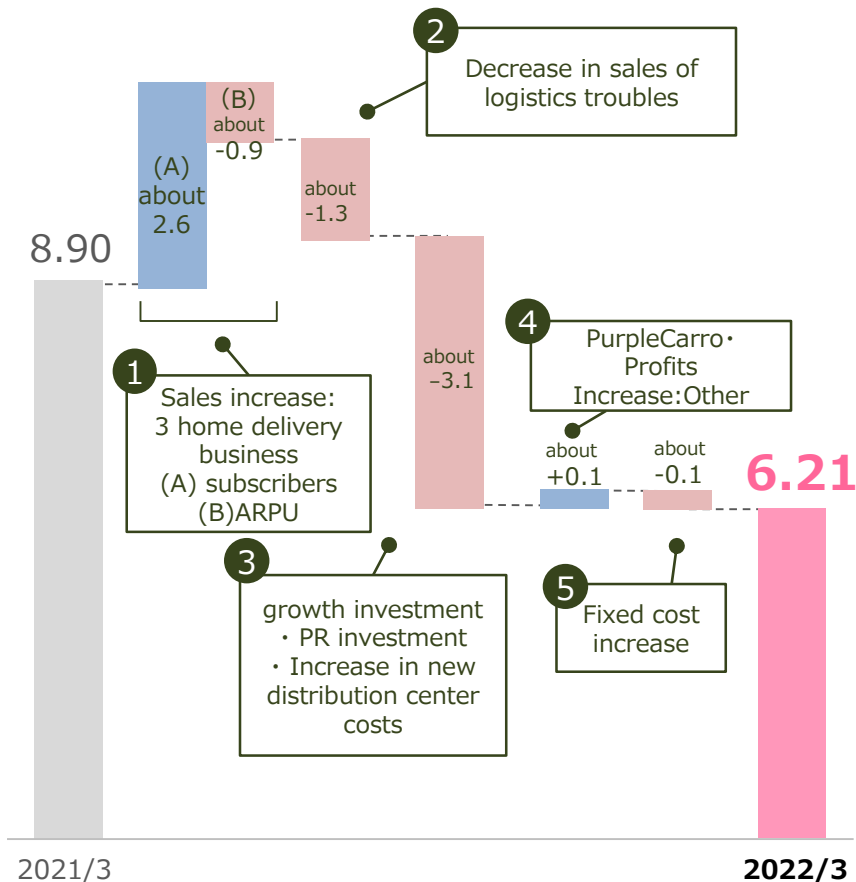 2
Decrease in sales of
logistics troubles
(A)
about
2.6
(B)
about
-0.9
about
-1.3
8.90
about
−3.1
4
PurpleCarro・
Profits
Increase:Other
1
Sales increase:
3 home delivery
business
(A) subscribers
(B)ARPU
about
+0.1
about
-0.1
6.21
3
growth investment
・ PR investment
・ Increase in new
distribution center
costs
5
Fixed cost
increase
2021/3
2022/3